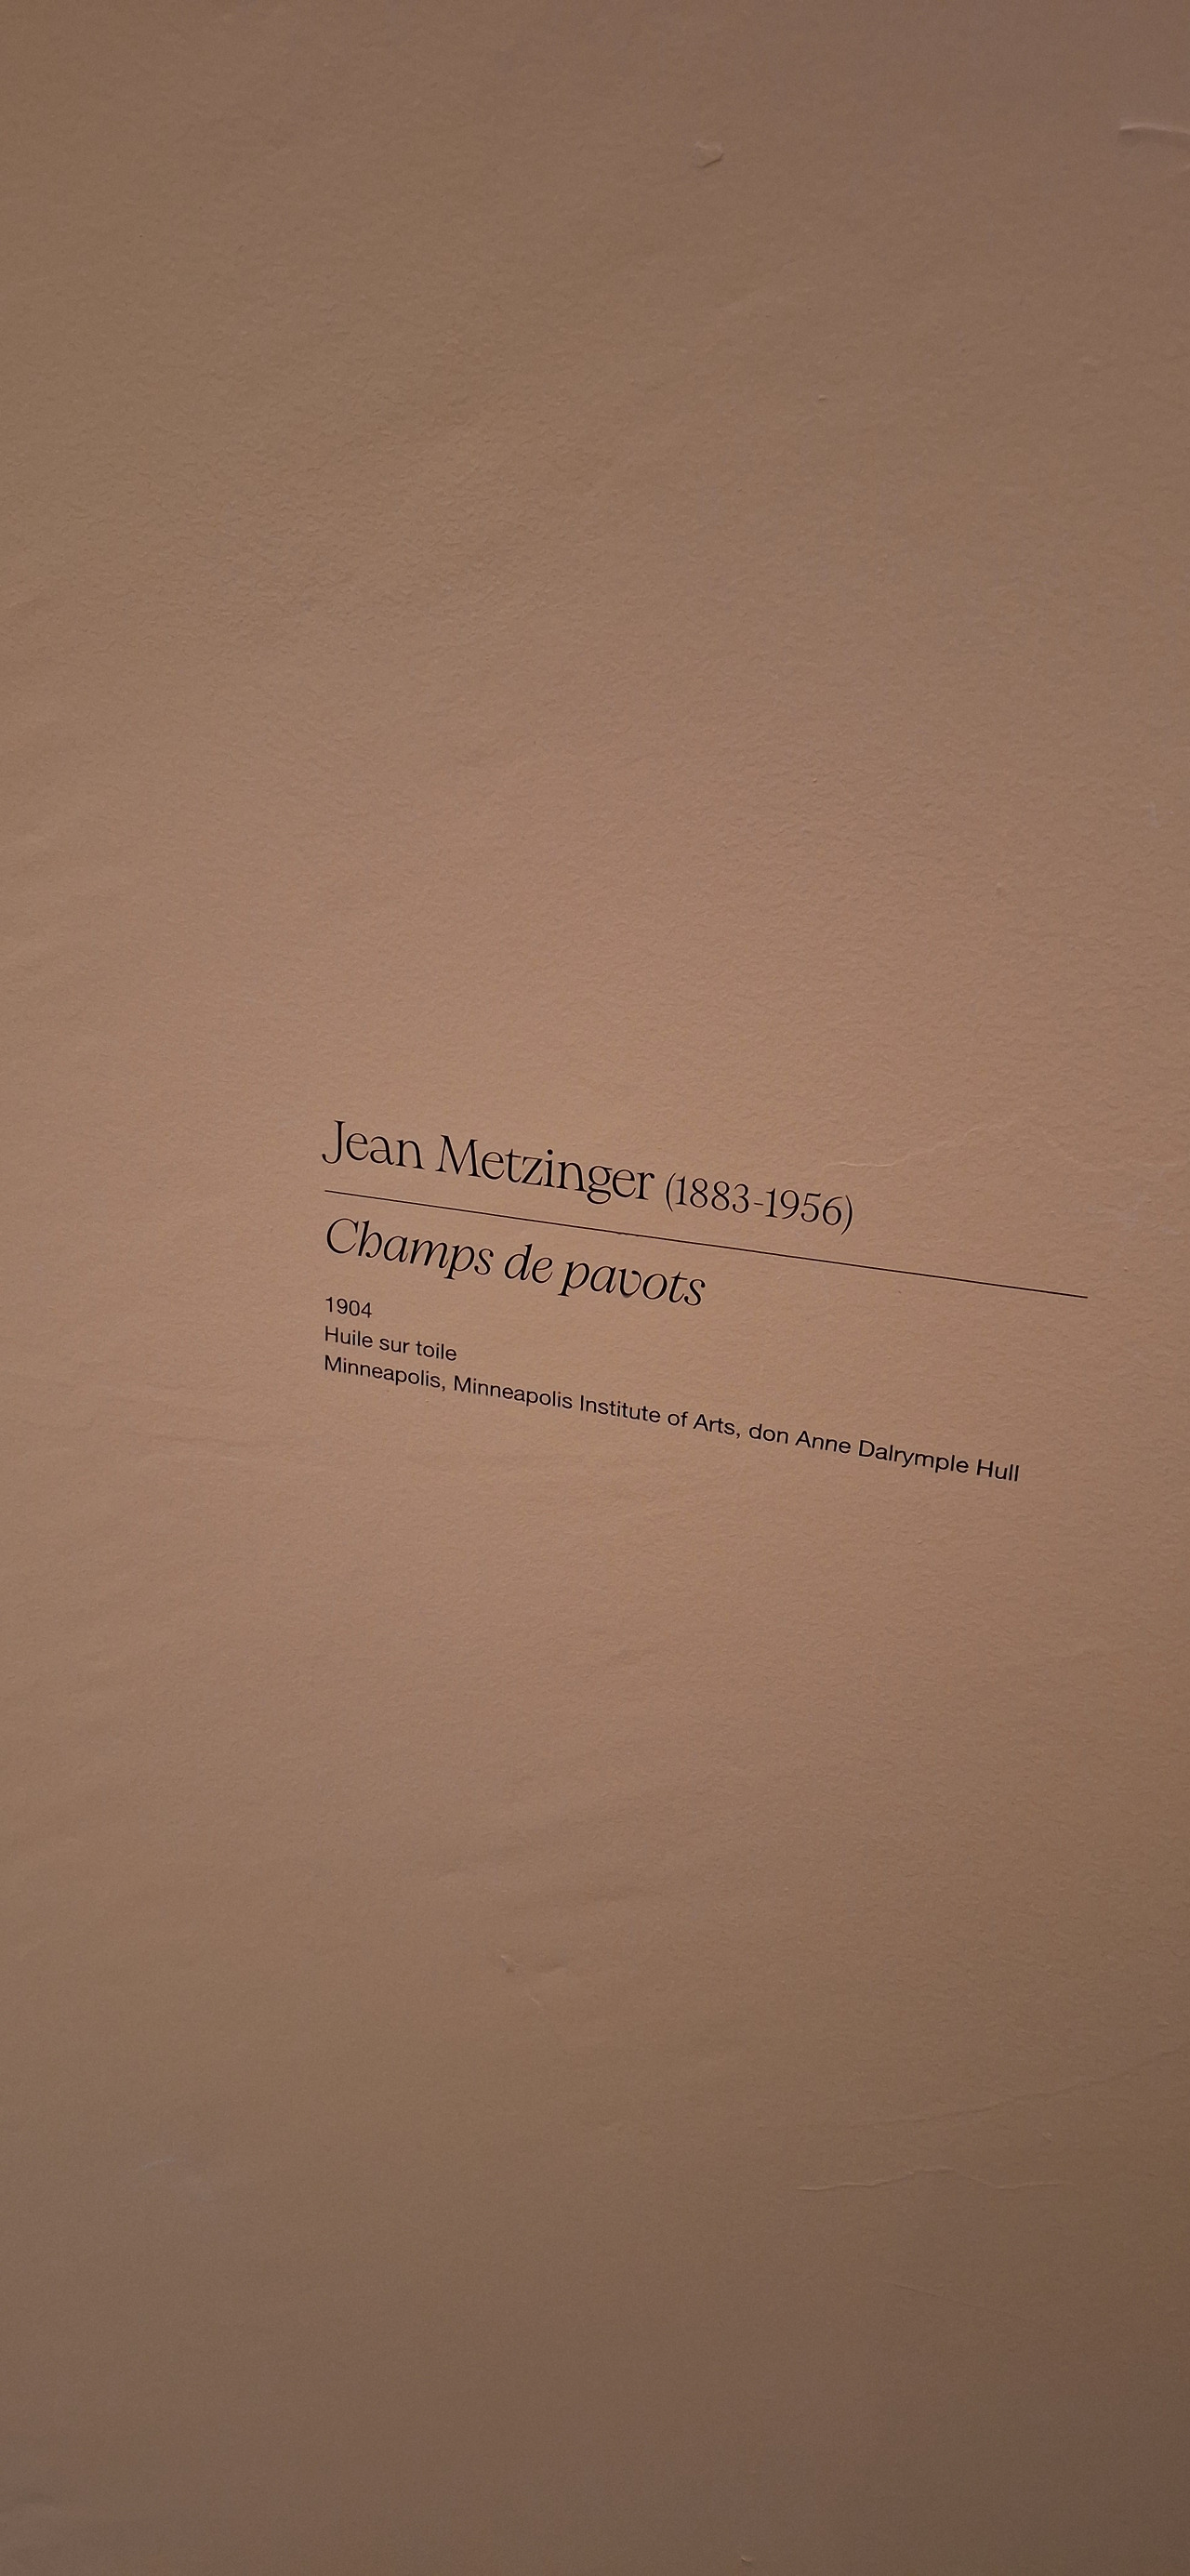 Jean Metzinger (1883-1956)
Champs de pavots
1904
Huile sur toile
Minneapolis, Minneapolis Institute of Arts, don Anne Dalrymple Hull